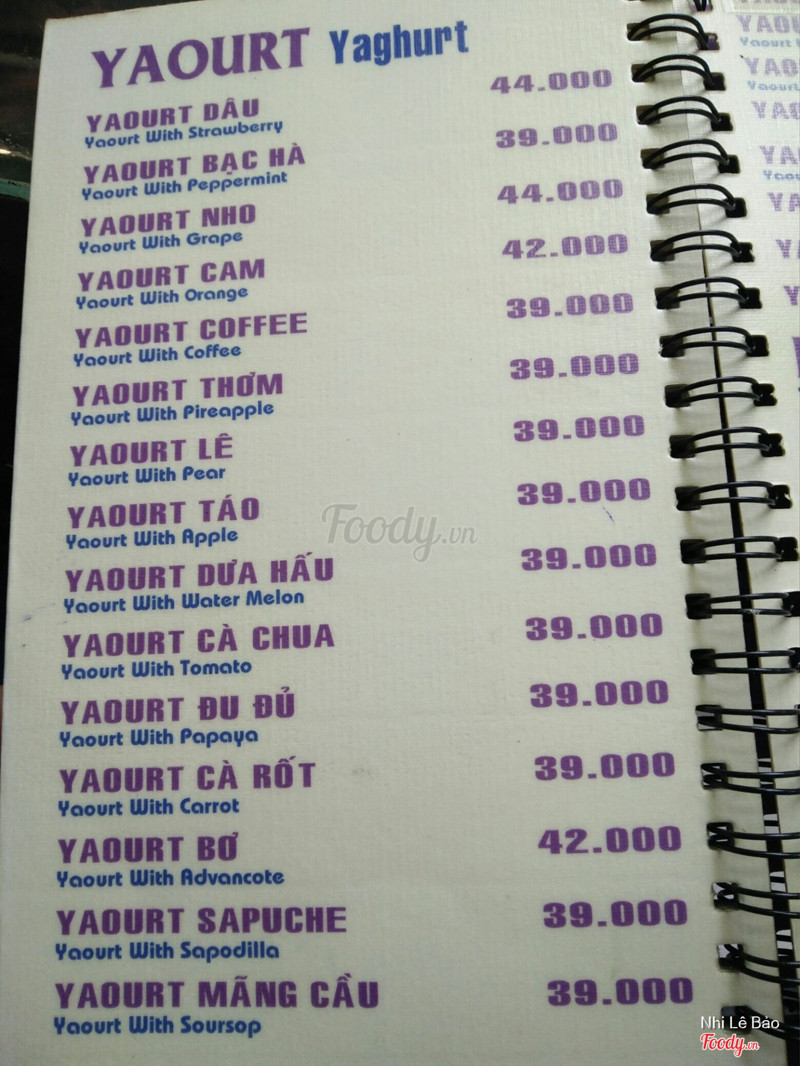 YAOURT Yaghurt
YAOURT DÂU 44.000
Yaourt With Strawberry
YAOURT BẠC HÀ 39.000
Yaourt With Peppermint
YAOURT NHO 44.000
Yaourt With Grape
YAOURT CAM 42.000
Yaourt With Orange
YAOURT COFFEE 39.000
Yaourt With Coffee
YAOURT THƠM 39.000
Yaourt With Pireapple
YAOURT LÊ 39.000
Yaourt With Pear
YAOURT TÁO 39.000
Yaourt With Apple
YAOURT DƯA HẤU 39.000
Yaourt With Water Melon
YAOURT CÀ CHUA 39.000
Yaourt With Tomato
YAOURT ĐU ĐỦ 39.000
Yaourt With Papaya
YAOURT CÀ RỐT 39.000
Yaourt With Carrot
YAOURT BƠ 42.000
Yaourt With Advancote
YAOURT SAPUCHE 39.000
Yaourt With Sapodilla
YAOURT MÃNG CẦU 39.000
Yaourt With Soursop
Foody.vn
Nhi Lê Bảo
Foody.vn